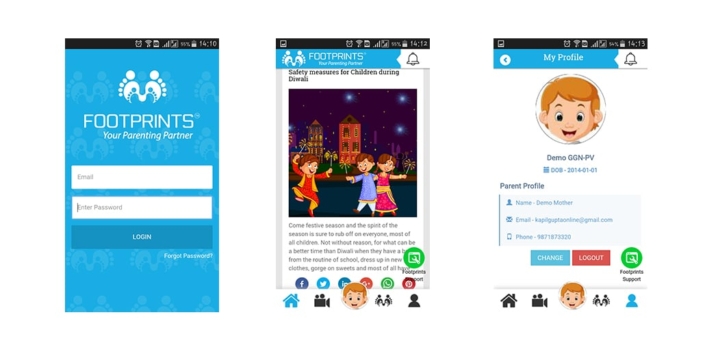 55% 14:10
FOOTPRINTS
Your Parenting Partner
Email
Enter Password
LOGIN
Forgot Password?
55% 14:12
FOOTPRINTS
Your Parenting Partner
Safety measures for Children during
Diwali
Come festive season and the spirit of the
season is sure to rub off on everyone, most of
all children. Not without reason, for what can be
a better time than Diwali when they have a
from the routine of school, dress up in new
clothes, gorge on sweets and most of all
Footprints
Support
54% 14:13
My Profile
Demo GGN-PV
DOB - 2014-01-01
Parent Profile
Name - Demo Mother
Email - kapilguptaonline@gmail.com
Phone - 9871873320
CHANGE
LOGOUT
Footprints
Support